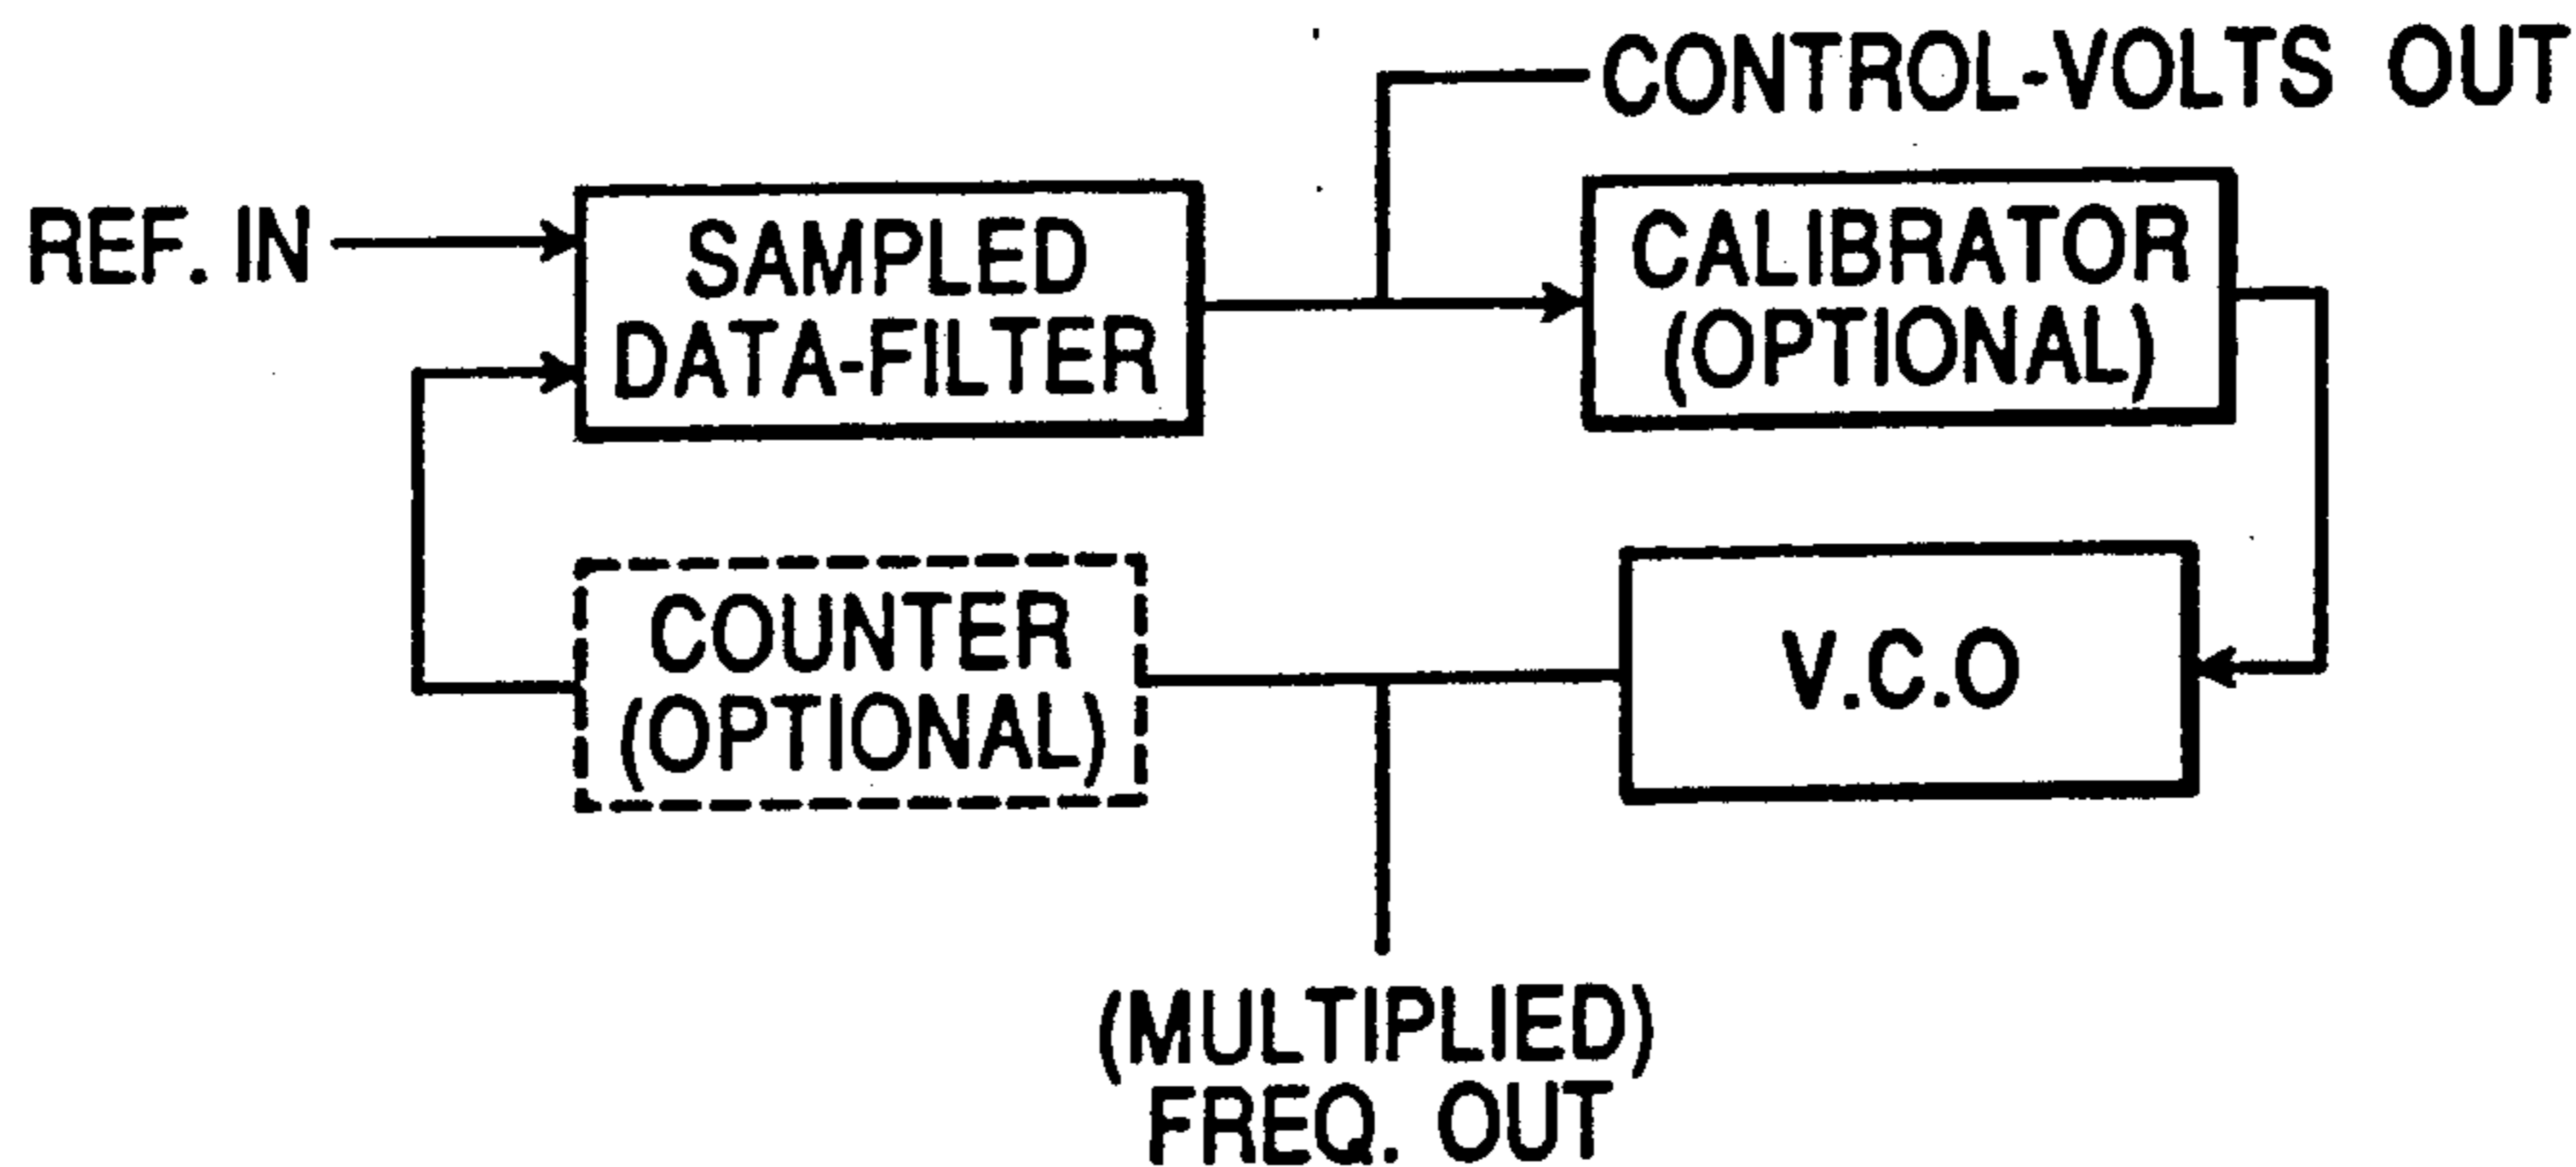 CONTROL-VOLTS OUT
REF. IN
SAMPLED
DATA-FILTER
CALIBRATOR
(OPTIONAL)
COUNTER
(OPTIONAL)
V.C.O
(MULTIPLIED)
FREQ. OUT